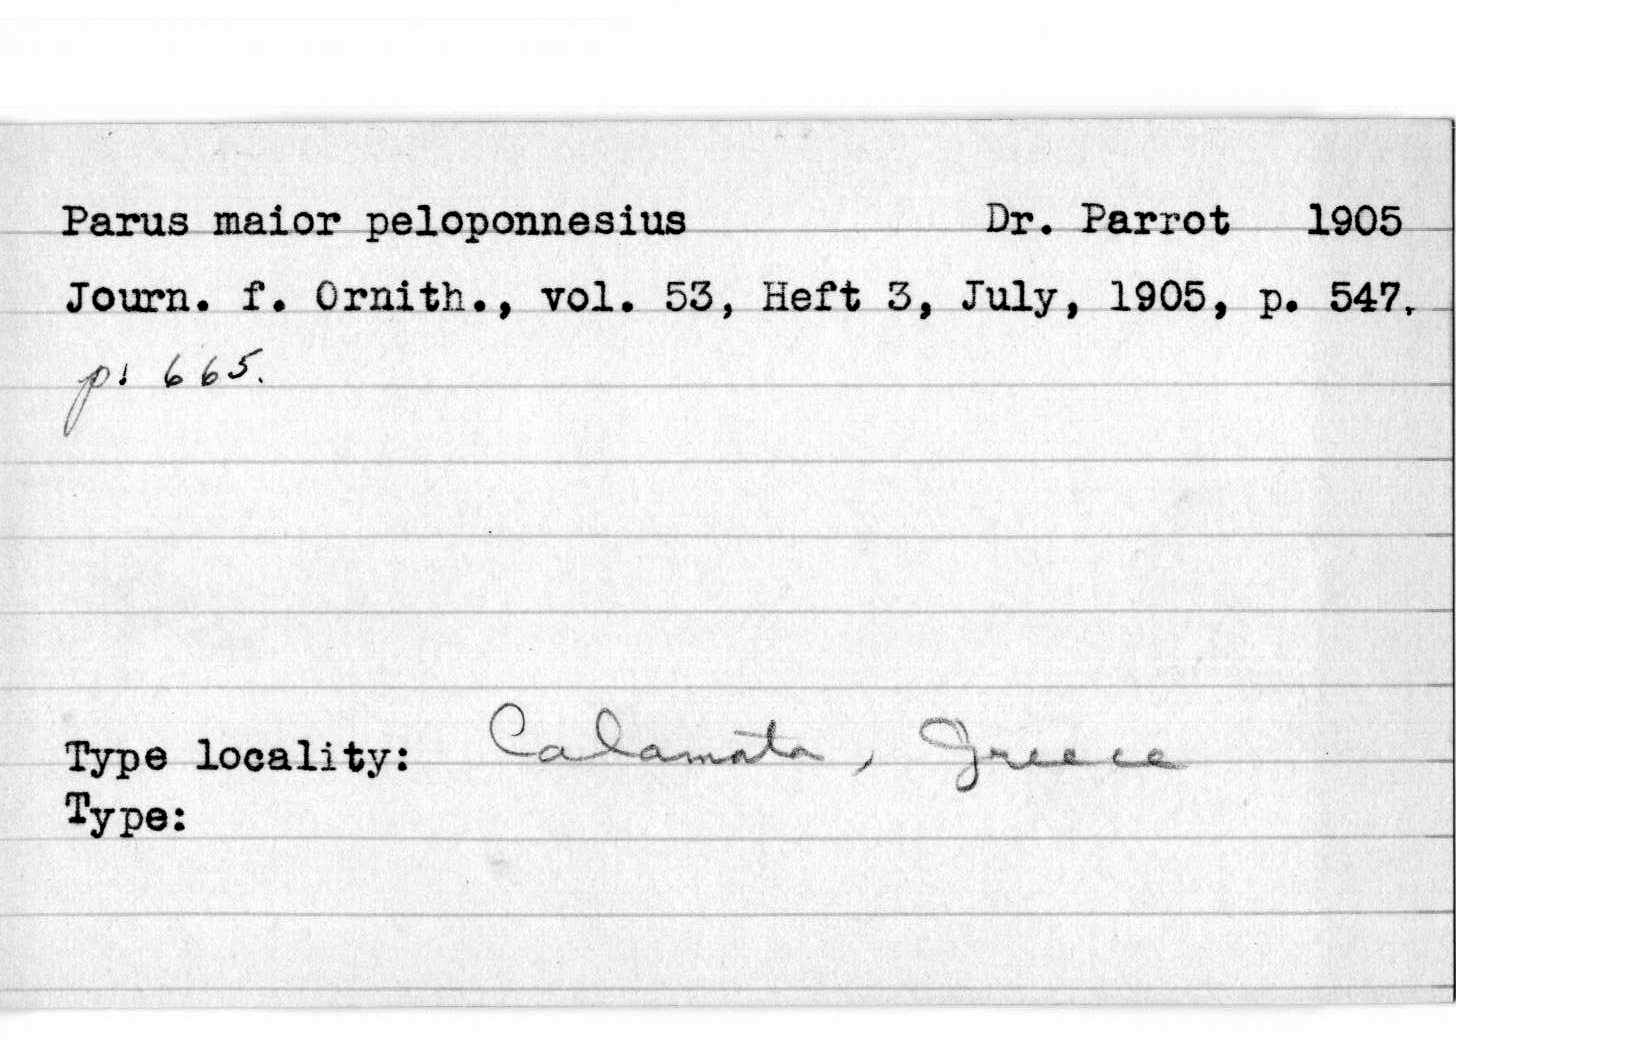 Parus maior peloponnesius Dr. Parrot 1905
Journ. f. Ornith., vol. 53, Heft 3, July, 1905, p. 547.
p. 665.
Type locality: Calamata, Greece
Type: